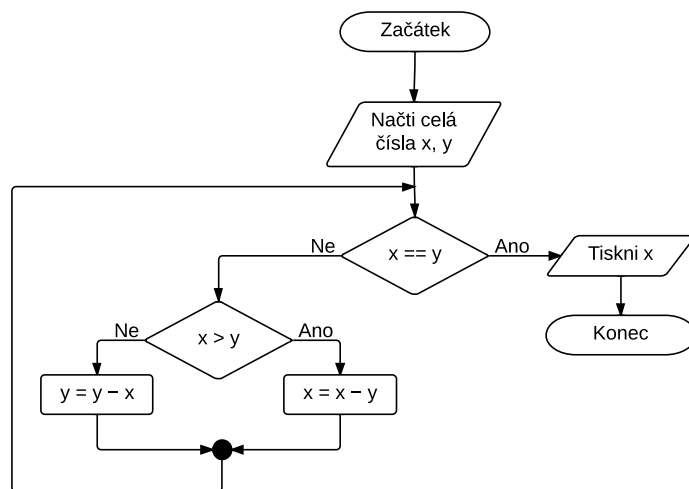 Začátek
Načti celá
čísla x, y
x == y
Ne
Ano
Tiskni x
Konec
x > y
Ne
Ano
y = y − x
x = x − y